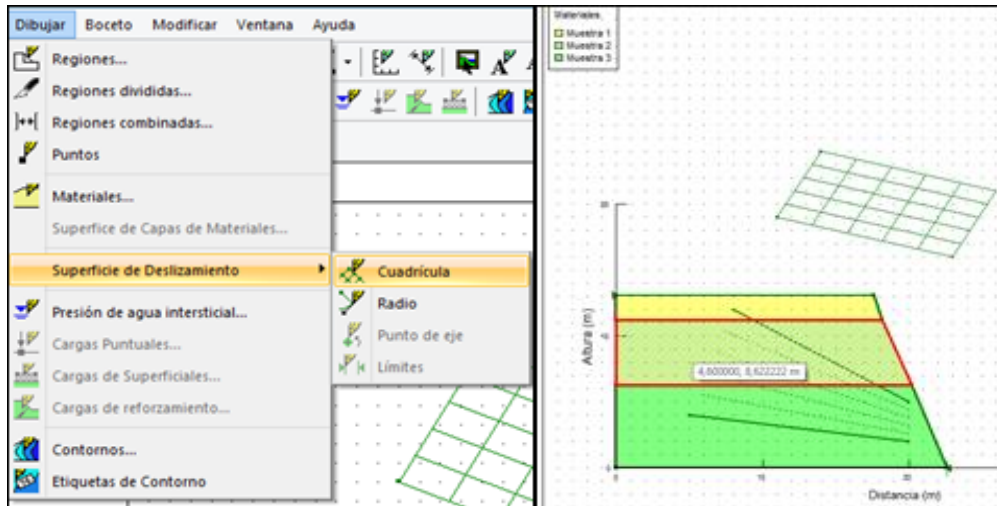 Dibujar Boceto Modificar Ventana Ayuda
Regiones...
Regiones divididas...
Regiones combinadas...
Puntos
Materiales...
Superfice de Capas de Materiales...
Superficie de Deslizamiento
Presión de agua intersticial...
Cargas Puntuales...
Cargas de Superficiales...
Cargas de reforzamiento...
Contornos...
Etiquetas de Contorno
Cuadrícula
Radio
Punto de eje
Límites
Materiales.
Muestra 1
Muestra 2
Muestra 3
Altura (m)
4,600000, 8,622222 m
Distancia (m)